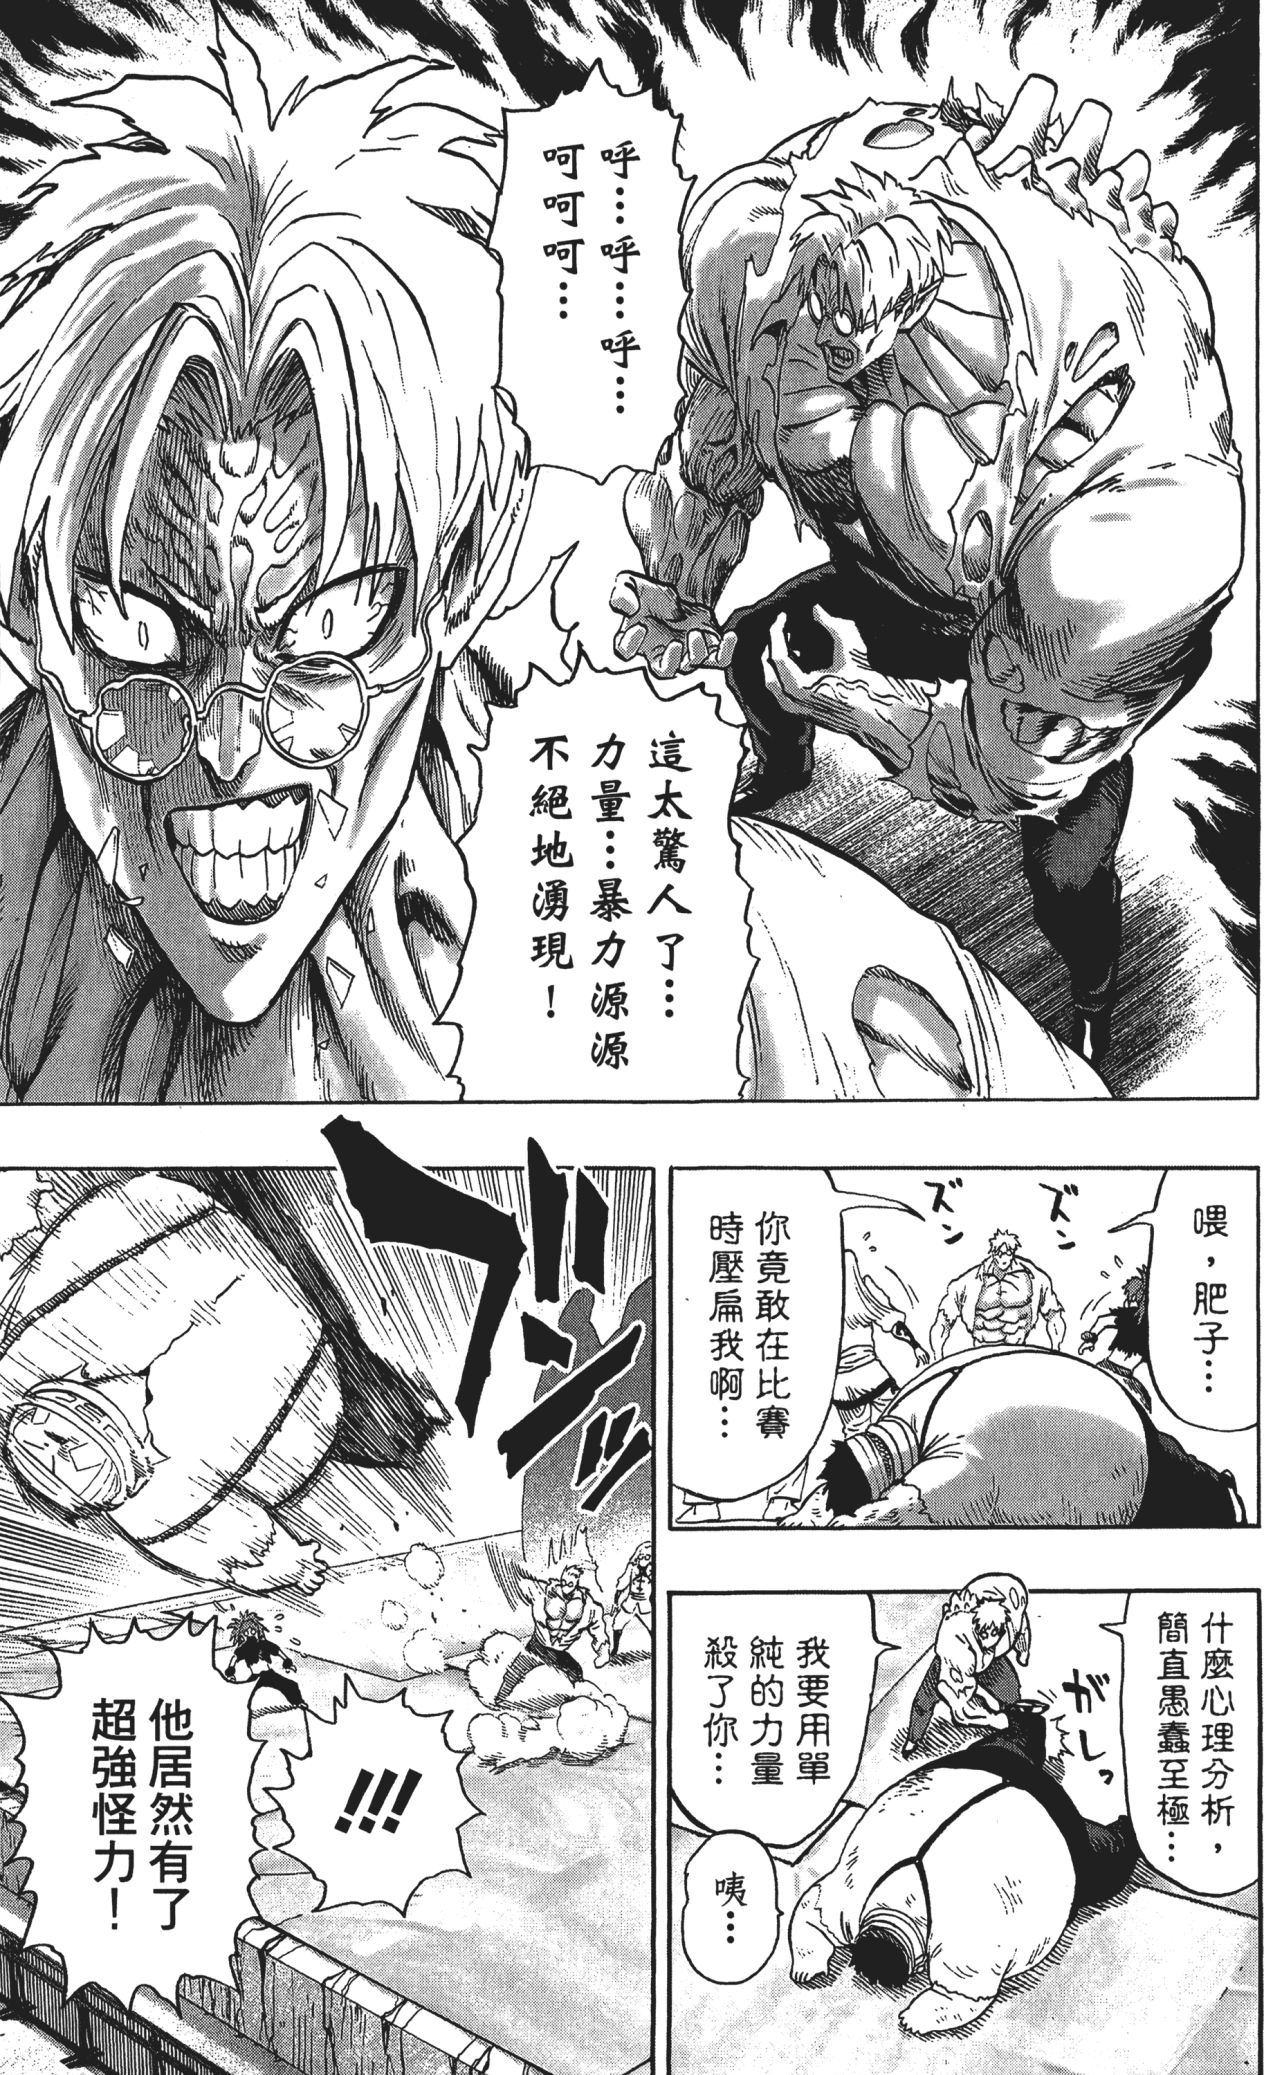 呼…呼…呼…
呵呵呵…
這太驚人了…
力量…暴力源源
不絕地湧現！
喂，肥子…
ズン
ズン
你竟敢在比賽
時壓扁我啊…
什麼心理分析，
簡直愚蠢至極…
ガしっ
我要用單
純的力量
殺了你…
咦…
ブン
!!!
他居然有了
超強怪力！